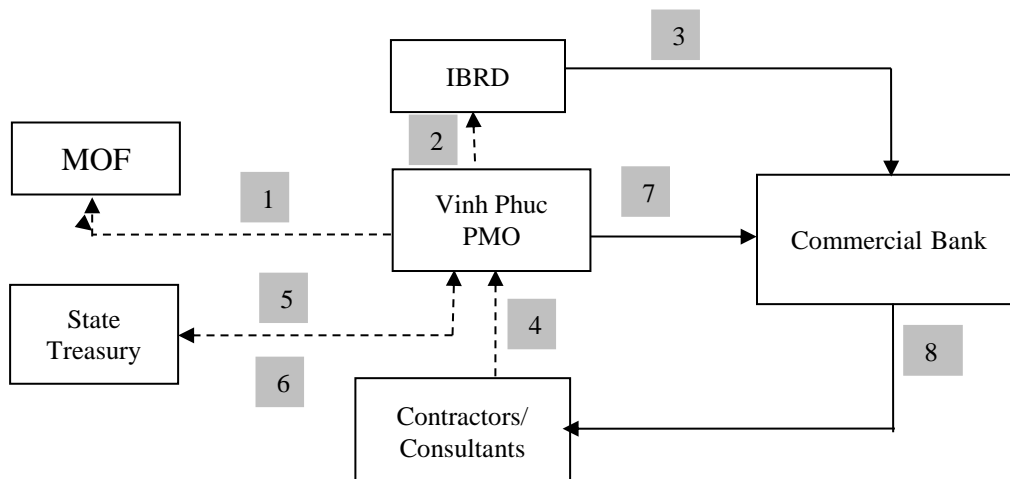 3
IBRD
2
MOF
1
Vinh Phuc
PMO
7
Commercial Bank
5
State
Treasury
4
6
8
Contractors/
Consultants